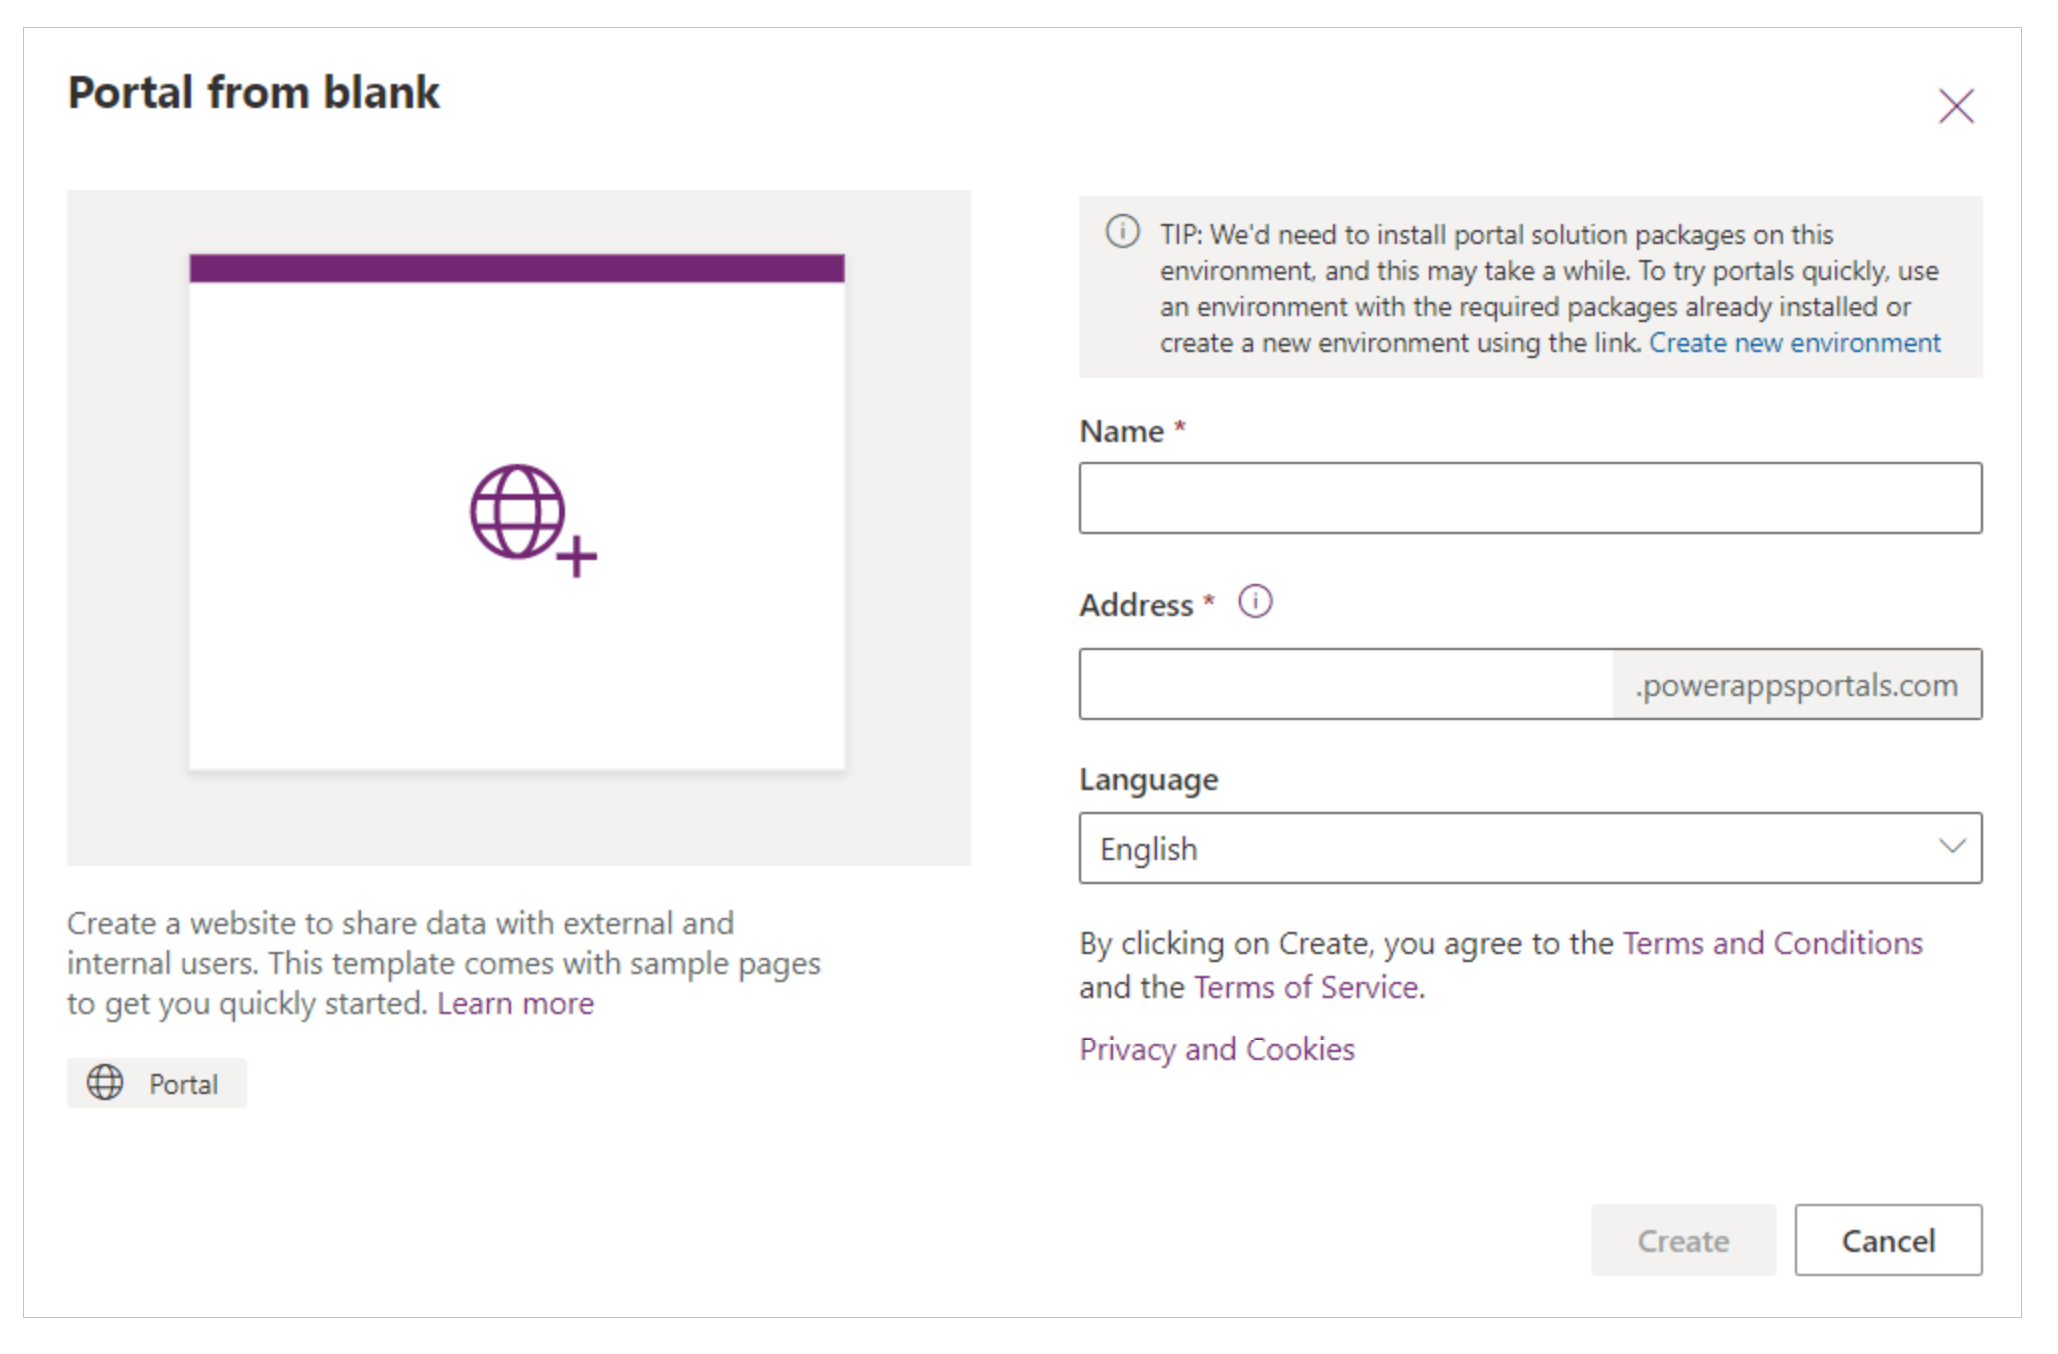 Portal from blank
TIP: We'd need to install portal solution packages on this
environment, and this may take a while. To try portals quickly, use
an environment with the required packages already installed or
create a new environment using the link. Create new environment
Name *
Address *
.powerappsportals.com
Language
English
By clicking on Create, you agree to the Terms and Conditions
and the Terms of Service.
Privacy and Cookies
Create a website to share data with external and
internal users. This template comes with sample pages
to get you quickly started. Learn more
Portal
Create
Cancel